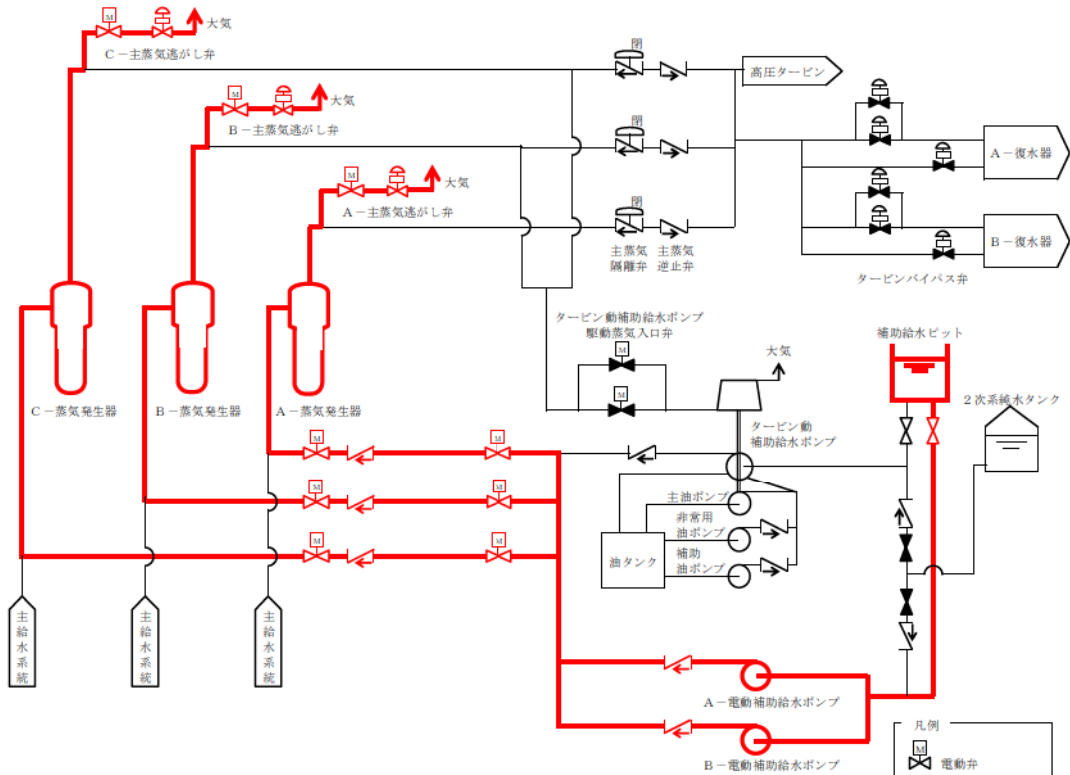 M
大気
C－主蒸気逃がし弁
M
大気
B－主蒸気逃がし弁
M
大気
A－主蒸気逃がし弁
閉
閉
閉
主蒸気
隔離弁
主蒸気
逆止弁
高圧タービン
A－復水器
B－復水器
タービンバイパス弁
C－蒸気発生器
B－蒸気発生器
A－蒸気発生器
タービン動補助給水ポンプ
駆動蒸気入口弁
M
M
大気
タービン動
補助給水ポンプ
補助給水ピット
2次系純水タンク
M
M
M
M
M
M
主油ポンプ
非常用
油ポンプ
補助
油ポンプ
油タンク
主給水系統
主給水系統
主給水系統
A－電動補助給水ポンプ
B－電動補助給水ポンプ
凡例
M
電動弁